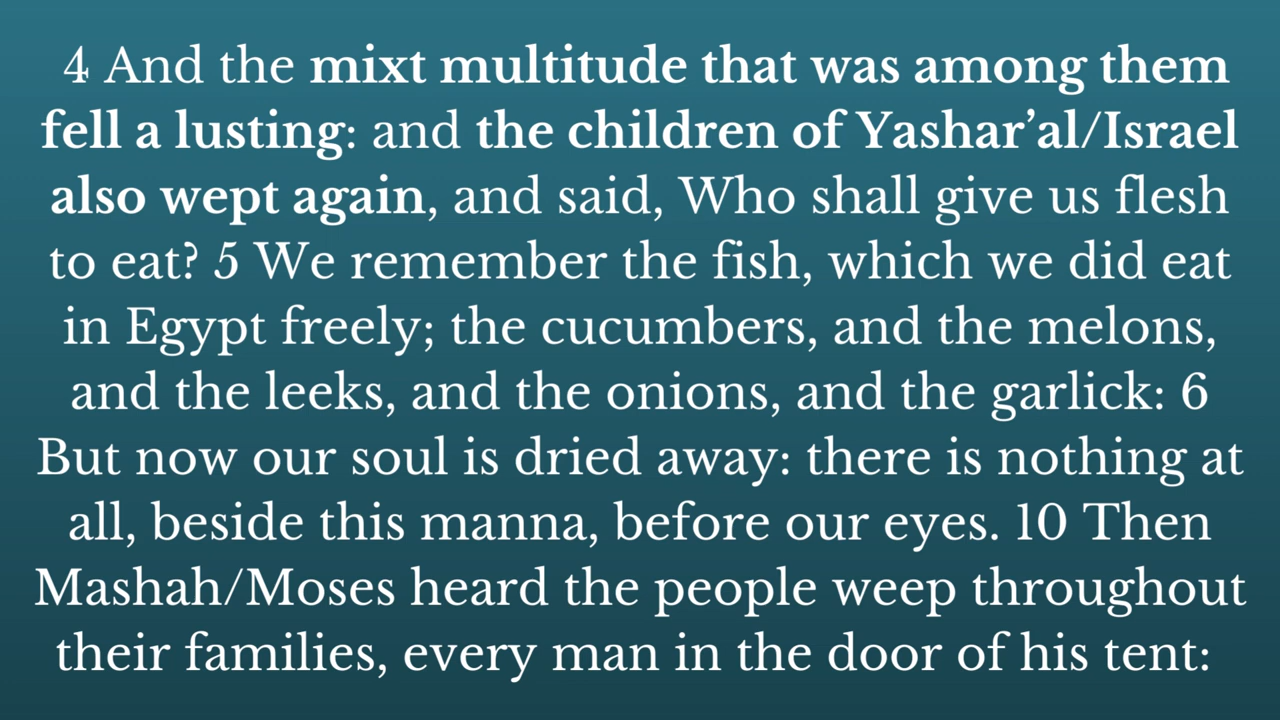 4 And the mixt multitude that was among them
fell a lusting: and the children of Yashar’al/Israel
also wept again, and said, Who shall give us flesh
to eat? 5 We remember the fish, which we did eat
in Egypt freely; the cucumbers, and the melons,
and the leeks, and the onions, and the garlick: 6
But now our soul is dried away: there is nothing at
all, beside this manna, before our eyes. 10 Then
Mashah/Moses heard the people weep throughout
their families, every man in the door of his tent: